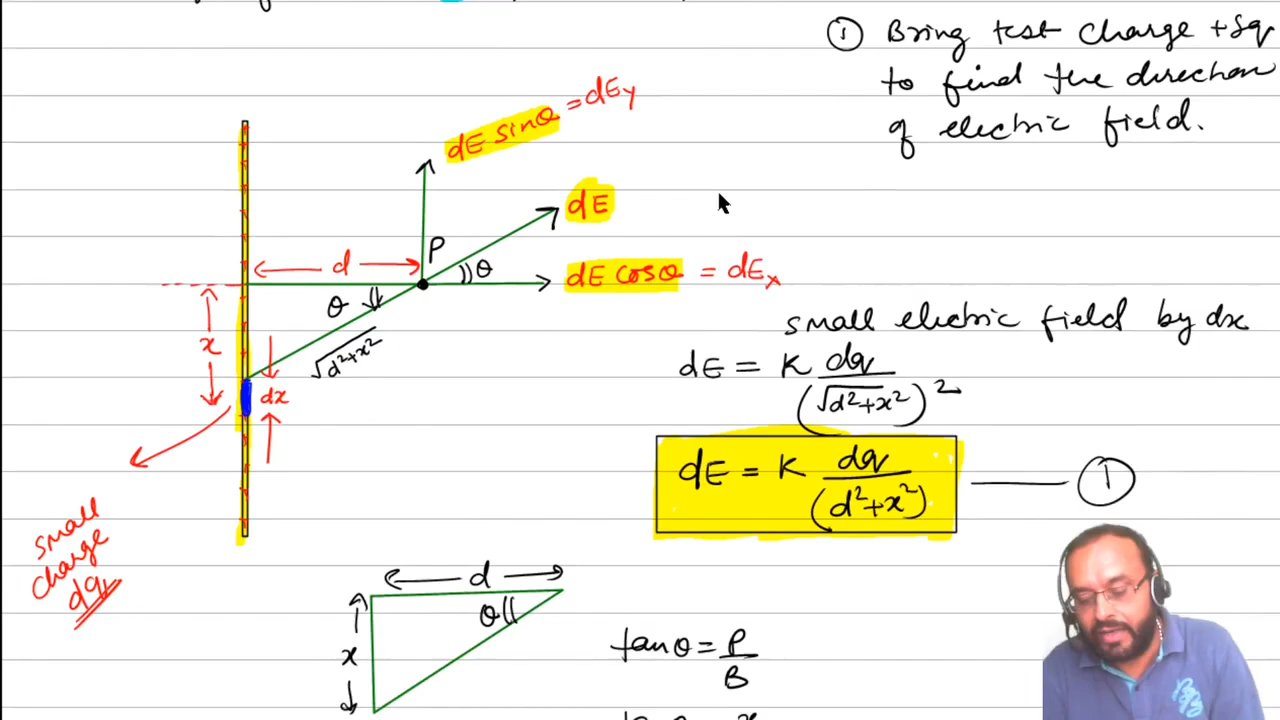 ① Bring test charge +δq
to find the direction
of electric field.
dE sinθ = dEy
dE
P
d
θ
dE cosθ = dEx
θ
x
√d²+x²
dx
small electric field by dx
dE = K dq / (√d²+x²)²
dE = K dq / (d²+x²) ①
small
charge
dq
d
θ
x
tanθ = P / B